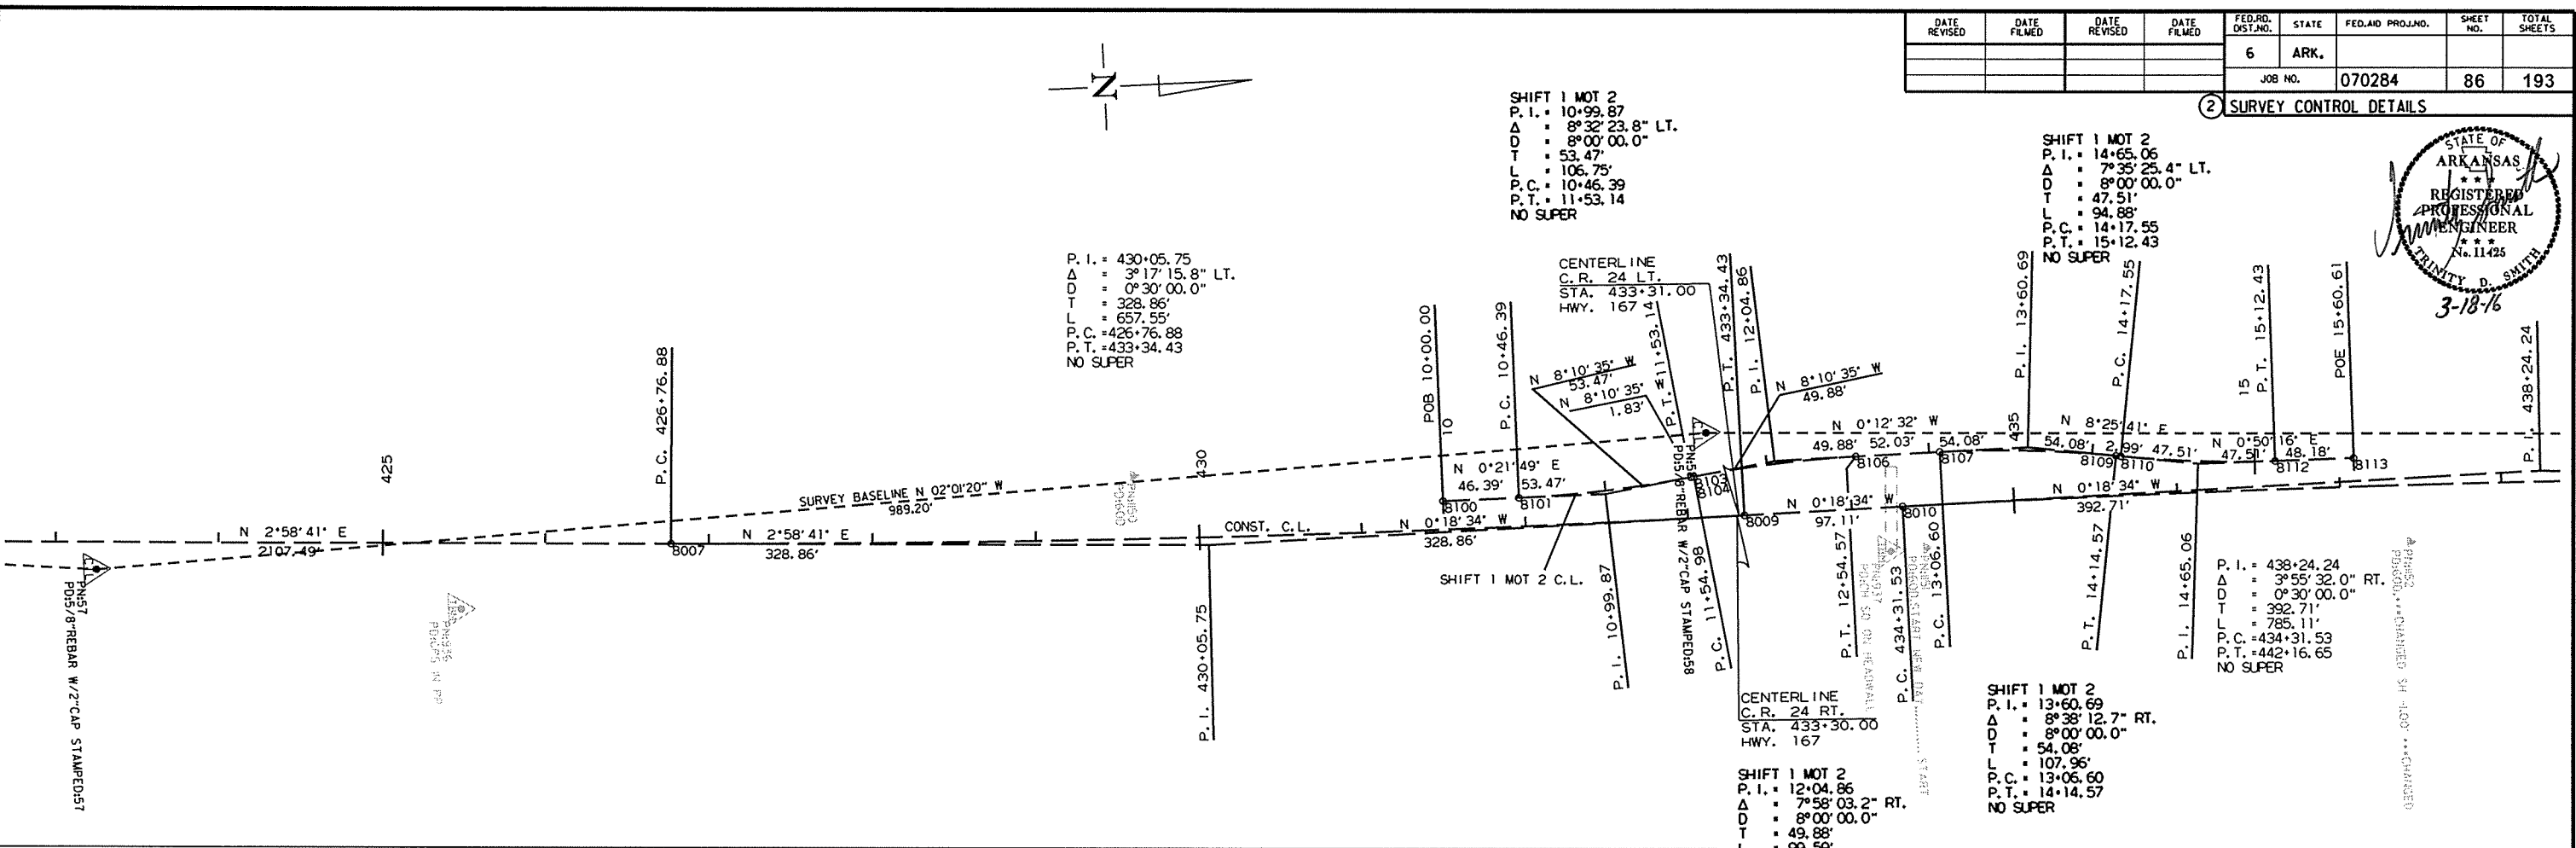 DATE REVISED
DATE FILMED
DATE REVISED
DATE FILMED
FED.RD. DIST.NO.
STATE
FED.AID PROJ.NO.
SHEET NO.
TOTAL SHEETS
6
ARK.
JOB NO.
070284
86
193
2 SURVEY CONTROL DETAILS
N
STATE OF
ARKANSAS
★ ★ ★
REGISTERED
PROFESSIONAL
ENGINEER
★ ★ ★
No. 11425
TRINITY D. SMITH
3-18-16
SHIFT 1 MOT 2
P.I. = 10+99.87
Δ = 8°32'23.8" LT.
D = 8°00'00.0"
T = 53.47'
L = 106.75'
P.C. = 10+46.39
P.T. = 11+53.14
NO SUPER
SHIFT 1 MOT 2
P.I. = 14+65.06
Δ = 7°35'25.4" LT.
D = 8°00'00.0"
T = 47.51'
L = 94.88'
P.C. = 14+17.55
P.T. = 15+12.43
NO SUPER
P.I. = 430+05.75
Δ = 3°17'15.8" LT.
D = 0°30'00.0"
T = 328.86'
L = 657.55'
P.C. =426+76.88
P.T. =433+34.43
NO SUPER
CENTERLINE
C.R. 24 LT.
STA. 433+31.00
HWY. 167
P.C. 426+76.88
POB 10+00.00
P.C. 10+46.39
P.T. 11+53.14
P.T. 433+34.43
P.I. 12+04.86
P.I. 13+60.69
P.C. 14+17.55
P.T. 15+12.43
POE 15+60.61
P.I. 438+24.24
425
430
10
435
15
N 8°10'35" W
53.47'
N 8°10'35" W
1.83'
N 8°10'35" W
49.88'
N 0°12'32" W
49.88' 52.03' 54.08'
N 8°25'41" E
54.08' 2.99' 47.51'
N 0°50'16" E
47.51' 48.18'
8106
8107
8109
8110
8112
8113
N 0°21'49" E
46.39' 53.47'
8100
8101
8103
8104
SURVEY BASELINE N 02°01'20" W
989.20'
N 2°58'41" E
2107.49'
8007
N 2°58'41" E
328.86'
CONST. C.L.
N 0°18'34" W
328.86'
8009
N 0°18'34" W
97.11'
8010
N 0°18'34" W
392.71'
SHIFT 1 MOT 2 C.L.
PN:57
PD:5/8"REBAR W/2"CAP STAMPED:57
PN:58
PD:5/8"REBAR W/2"CAP STAMPED:58
P.I. 430+05.75
P.I. 10+99.87
P.C. 11+54.98
P.T. 12+54.57
P.C. 434+31.53
P.C. 13+06.60
P.T. 14+14.57
P.I. 14+65.06
CENTERLINE
C.R. 24 RT.
STA. 433+30.00
HWY. 167
P.I. = 438+24.24
Δ = 3°55'32.0" RT.
D = 0°30'00.0"
T = 392.71'
L = 785.11'
P.C. =434+31.53
P.T. =442+16.65
NO SUPER
SHIFT 1 MOT 2
P.I. = 13+60.69
Δ = 8°38'12.7" RT.
D = 8°00'00.0"
T = 54.08'
L = 107.96'
P.C. = 13+06.60
P.T. = 14+14.57
NO SUPER
SHIFT 1 MOT 2
P.I. = 12+04.86
Δ = 7°58'03.2" RT.
D = 8°00'00.0"
T = 49.88'
L = 99.59'